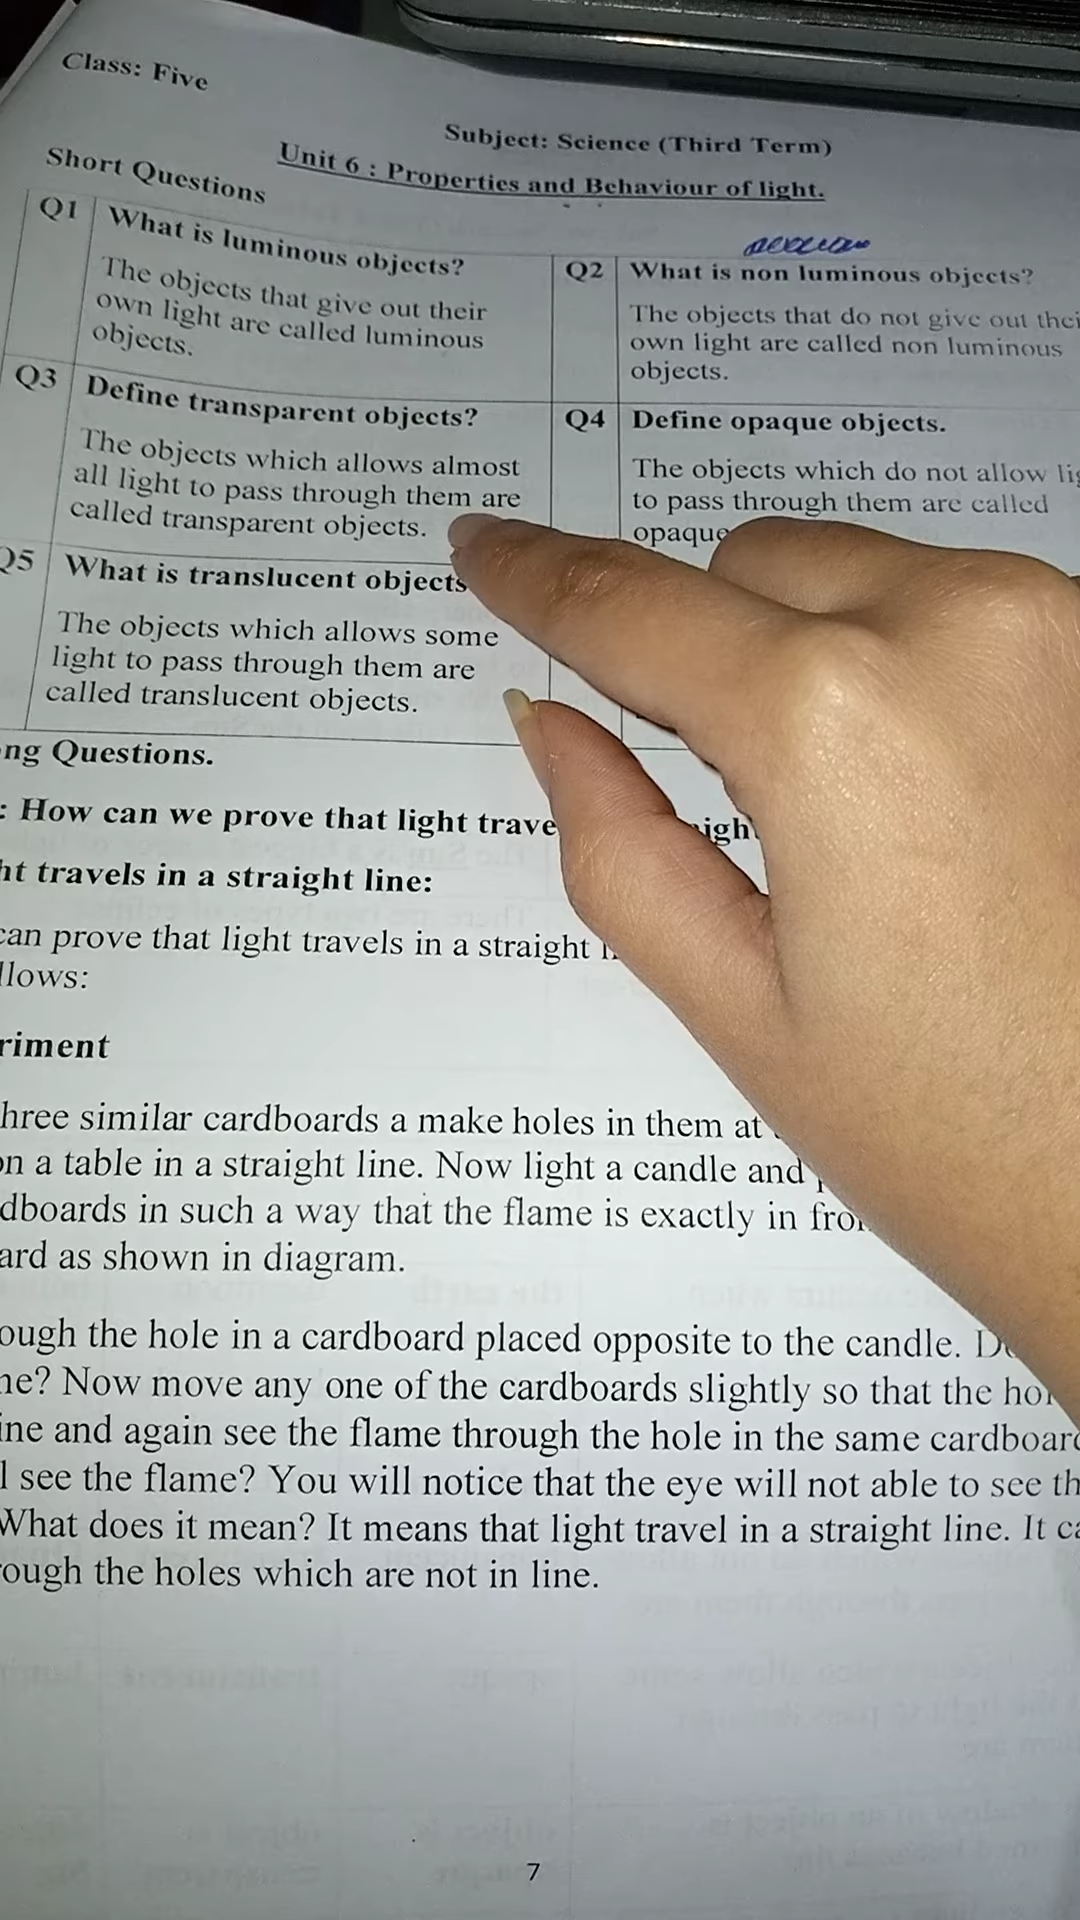 Class: Five
Subject: Science (Third Term)
Unit 6 : Properties and Behaviour of light.
Short Questions
Q1 What is luminous objects?
The objects that give out their
own light are called luminous
objects.
Q2 What is non luminous objects?
The objects that do not give out
own light are called non luminous
objects.
Q3 Define transparent objects?
The objects which allows almost
all light to pass through them are
called transparent objects.
Q4 Define opaque objects.
The objects which do not allow
to pass through them are called
opaque
Q5 What is translucent objects
The objects which allows some
light to pass through them are
called translucent objects.
ng Questions.
: How can we prove that light trave
ht travels in a straight line:
can prove that light travels in a straight
llows:
riment
hree similar cardboards a make holes in them at
on a table in a straight line. Now light a candle and
dboards in such a way that the flame is exactly in
ard as shown in diagram.
ough the hole in a cardboard placed opposite to the candle.
ne? Now move any one of the cardboards slightly so that the
ine and again see the flame through the hole in the same cardboard
l see the flame? You will notice that the eye will not able to see th
What does it mean? It means that light travel in a straight line. It
rough the holes which are not in line.
7